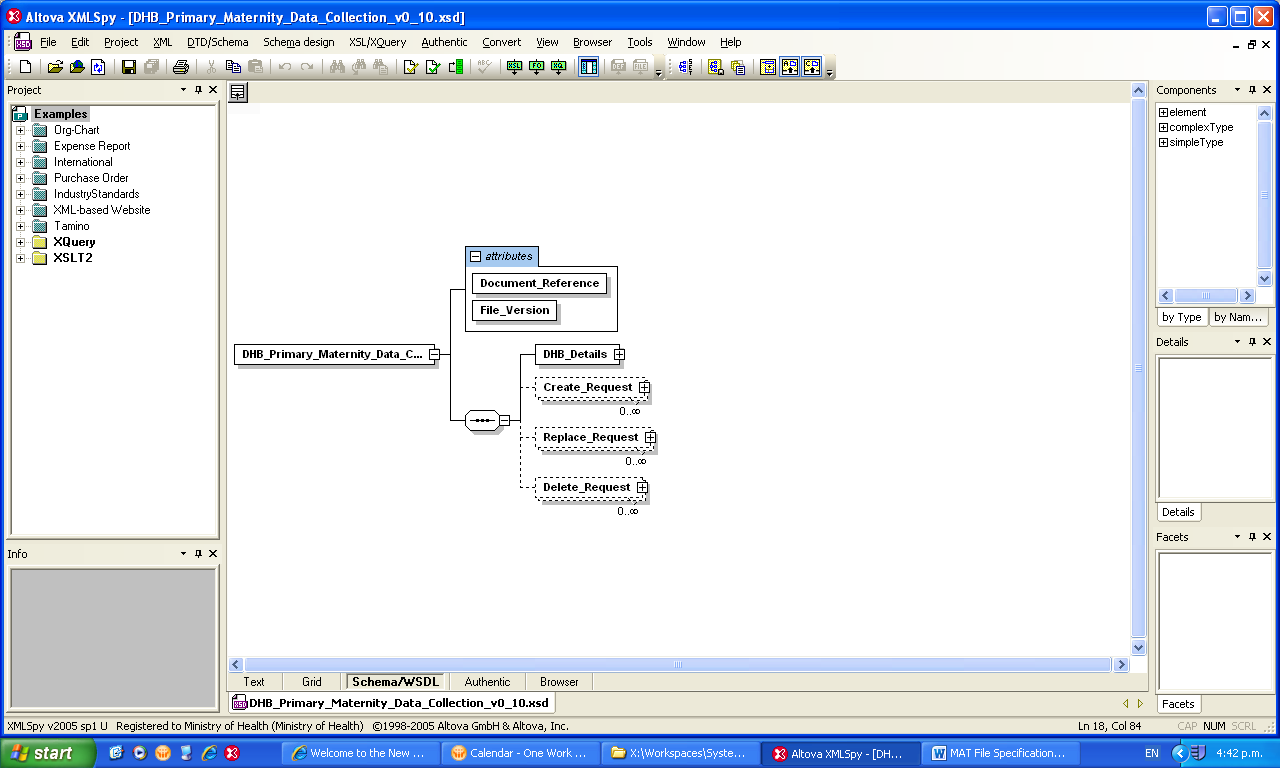 Altova XMLSpy - [DHB_Primary_Maternity_Data_Collection_v0_10.xsd]
File Edit Project XML DTD/Schema Schema design XSL/XQuery Authentic Convert View Browser Tools Window Help
Project
Examples
Org-Chart
Expense Report
International
Purchase Order
IndustryStandards
XML-based Website
Tamino
XQuery
XSLT2
Info
attributes
Document_Reference
File_Version
DHB_Primary_Maternity_Data_C...
DHB_Details
Create_Request
0..∞
Replace_Request
0..∞
Delete_Request
0..∞
Text Grid Schema/WSDL Authentic Browser
DHB_Primary_Maternity_Data_Collection_v0_10.xsd
Components
element
complexType
simpleType
by Type by Nam...
Details
Details
Facets
Facets
XMLSpy v2005 sp1 U Registered to Ministry of Health (Ministry of Health) ©1998-2005 Altova GmbH & Altova, Inc. Ln 18, Col 84 CAP NUM SCRL
start Welcome to the New ... Calendar - One Work ... X:\Workspaces\Syste... Altova XMLSpy - [DH... MAT File Specification... EN 4:42 p.m.